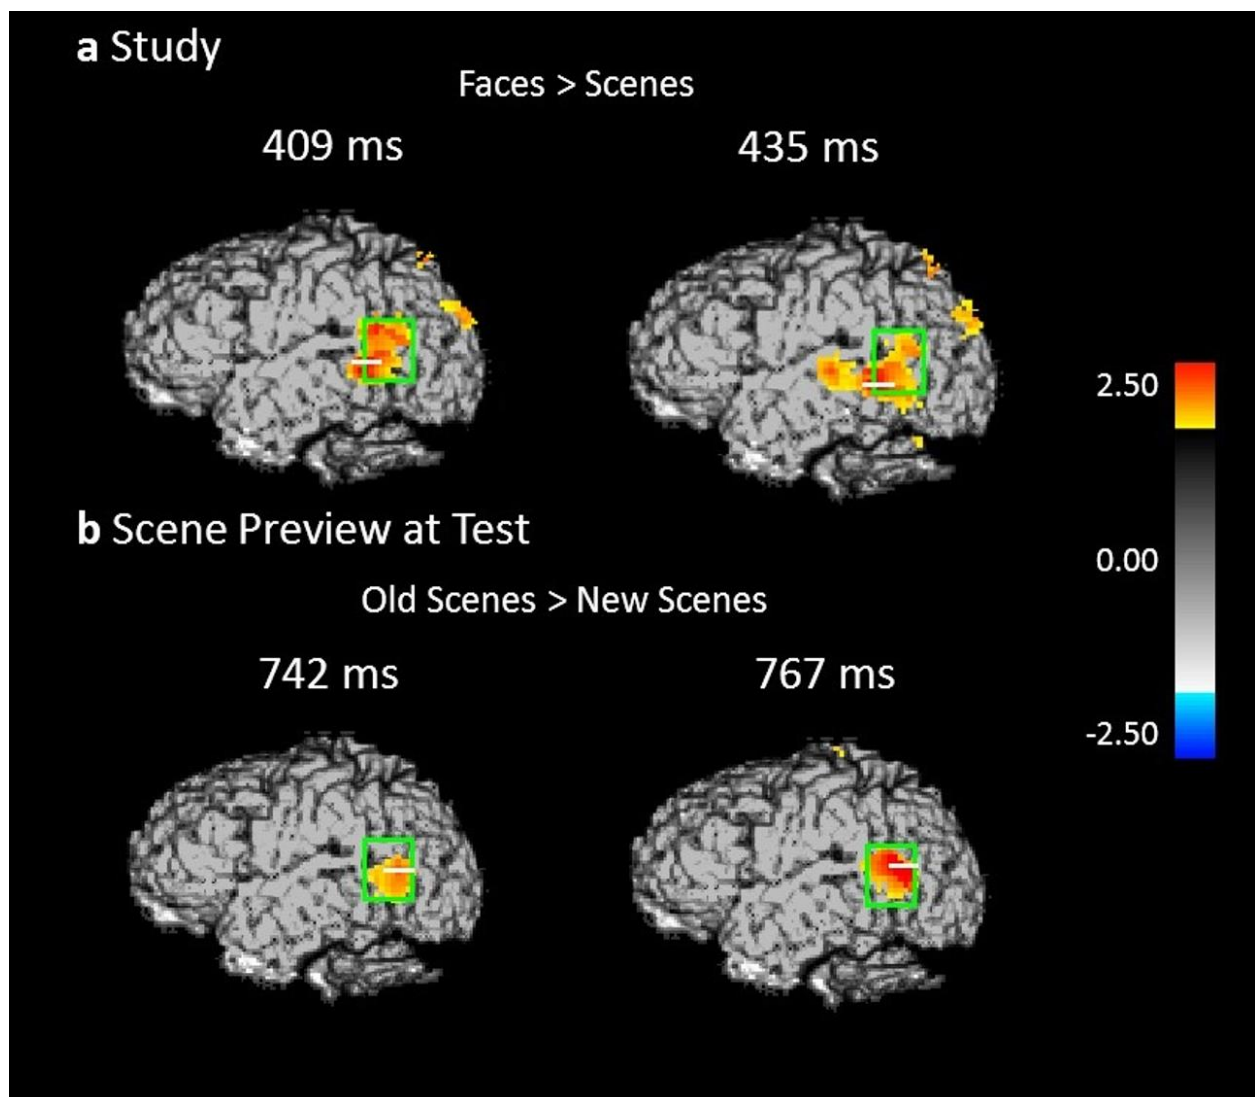 a Study
Faces > Scenes
409 ms
435 ms
2.50
0.00
-2.50
b Scene Preview at Test
Old Scenes > New Scenes
742 ms
767 ms